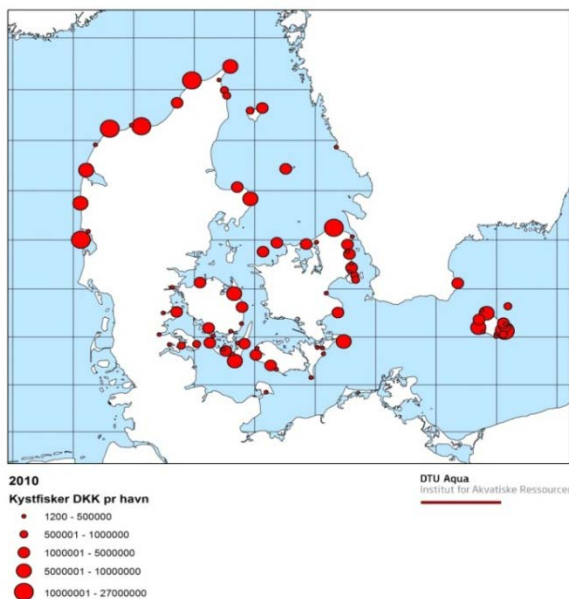 2010
Kystfisker DKK pr havn
1200 - 500000
500001 - 1000000
1000001 - 5000000
5000001 - 10000000
10000001 - 27000000
DTU Aqua
Institut for Akvatiske Ressourcer